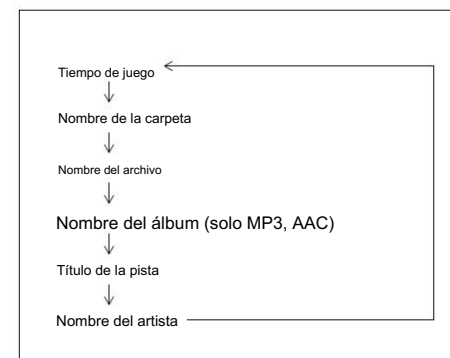 Tiempo de juego
Nombre de la carpeta
Nombre del archivo
Nombre del álbum (solo MP3, AAC)
Título de la pista
Nombre del artista